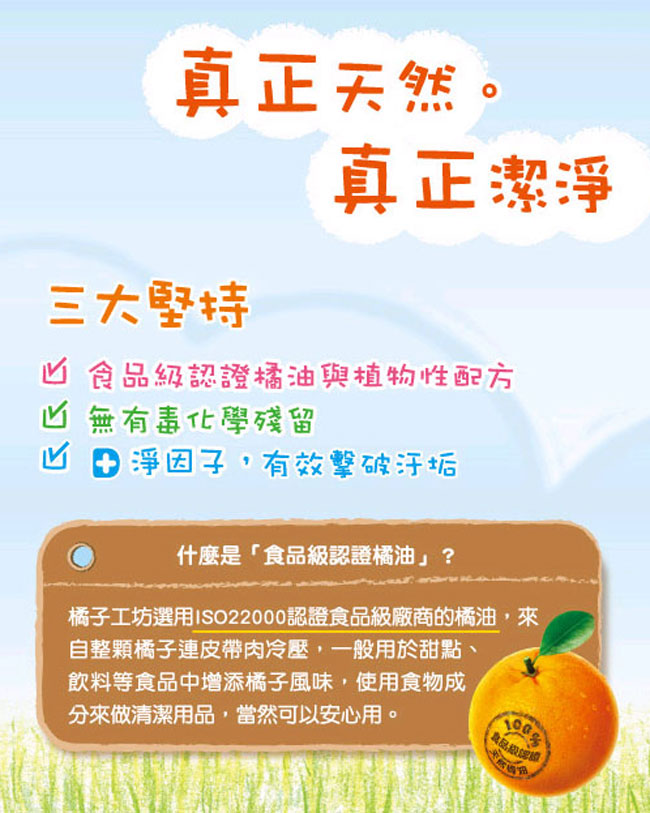 真正天然。
真正潔淨
三大堅持
食品級認證橘油與植物性配方
無有毒化學殘留
淨因子，有效擊破汙垢
什麼是「食品級認證橘油」？
橘子工坊選用ISO22000認證食品級廠商的橘油，來
自整顆橘子連皮帶肉冷壓，一般用於甜點、
飲料等食品中增添橘子風味，使用食物成
分來做清潔用品，當然可以安心用。
100%
食品級認證
天然橘油